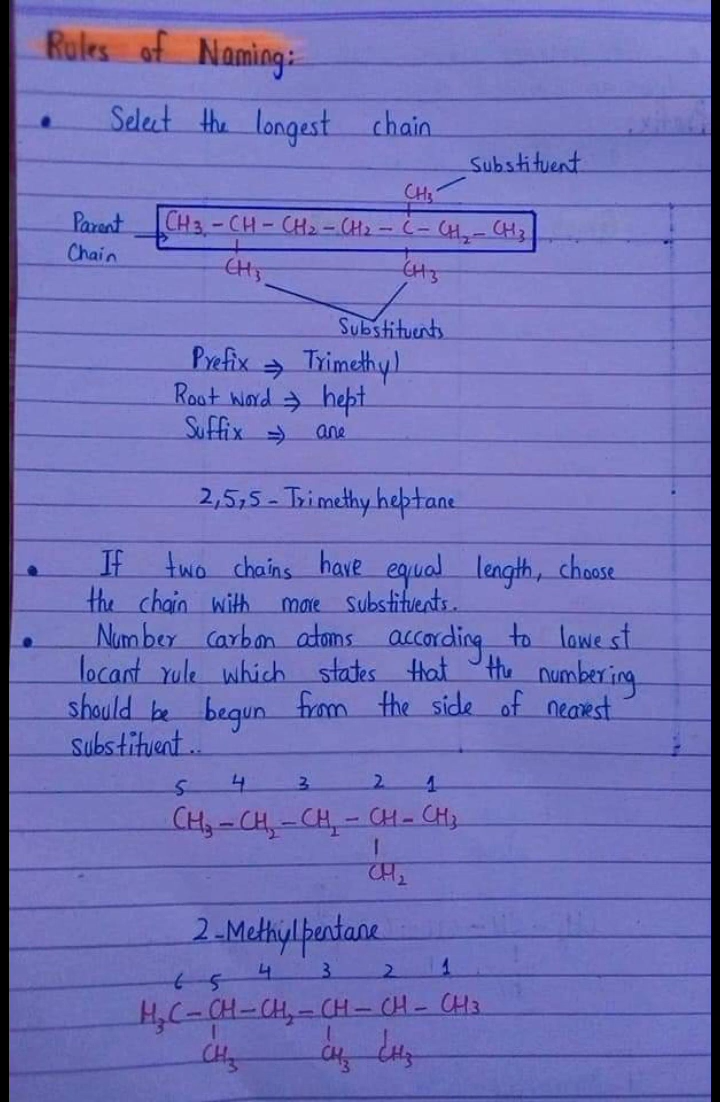 Rules of Naming:
• Select the longest chain
Substituent
CH3
Parent Chain
CH3 - CH - CH2 - CH2 - C - CH2 - CH3
CH3 CH3
Substituents
Prefix ⇒ Trimethyl
Root word ⇒ hept
Suffix ⇒ ane
2,5,5 - Trimethyheptane
• If two chains have equal length, choose
the chain with more substituents.
• Number carbon atoms according to lowest
locant rule which states that the numbering
should be begun from the side of nearest
substituent..
5 4 3 2 1
CH3 - CH2 - CH2 - CH - CH3
CH2
2-Methylpentane
6 5 4 3 2 1
H3C - CH - CH2 - CH - CH - CH3
CH3 CH3 CH3